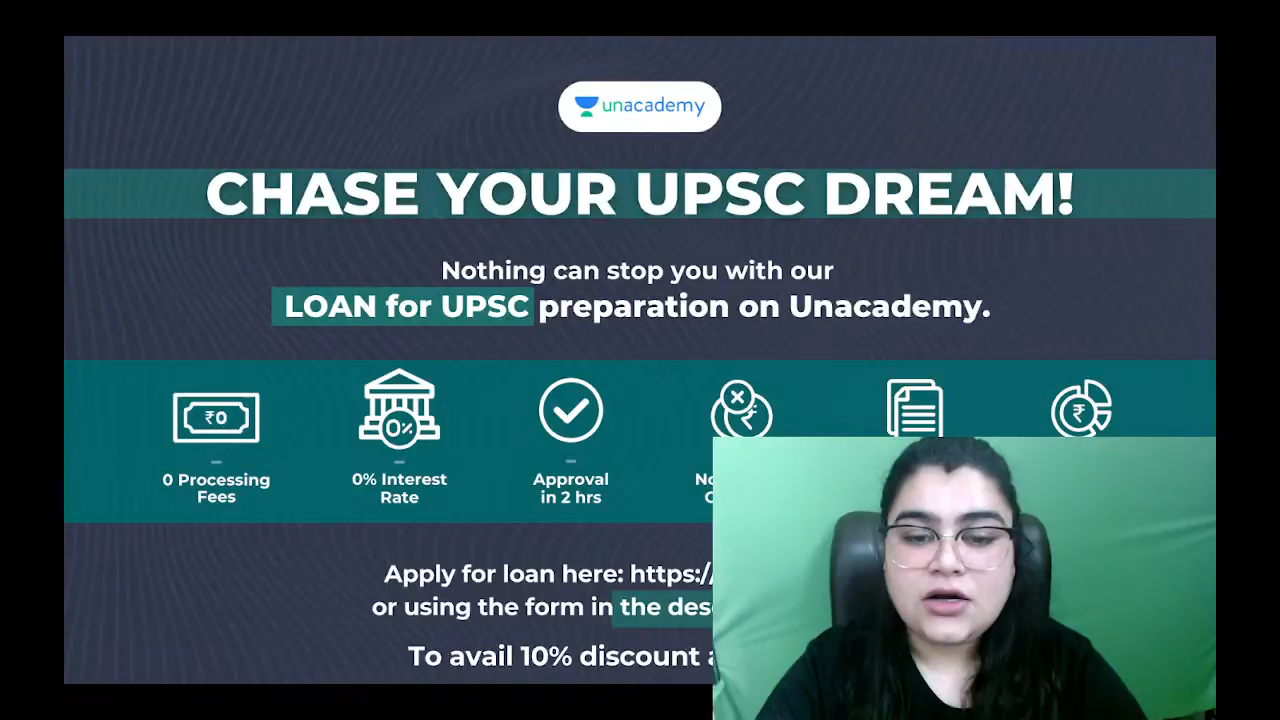 unacademy
CHASE YOUR UPSC DREAM!
Nothing can stop you with our
LOAN for UPSC preparation on Unacademy.
₹0
0%
₹
₹
0 Processing
Fees
0% Interest
Rate
Approval
in 2 hrs
Apply for loan here: https:/
or using the form in the
To avail 10% discount